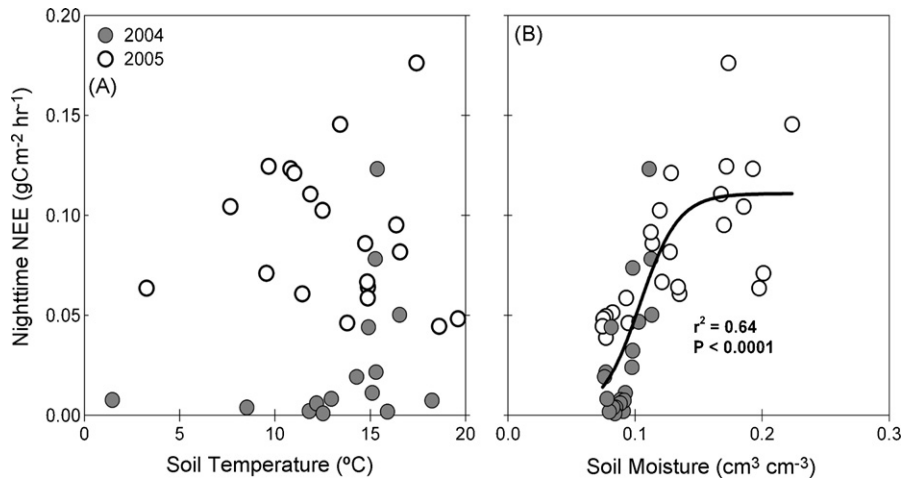 0.20
0.15
0.10
0.05
0.00
Nighttime NEE (gCm⁻² hr⁻¹)
2004
2005
(A)
0
5
10
15
20
Soil Temperature (ºC)
(B)
r² = 0.64
P < 0.0001
0.0
0.1
0.2
0.3
Soil Moisture (cm³ cm⁻³)